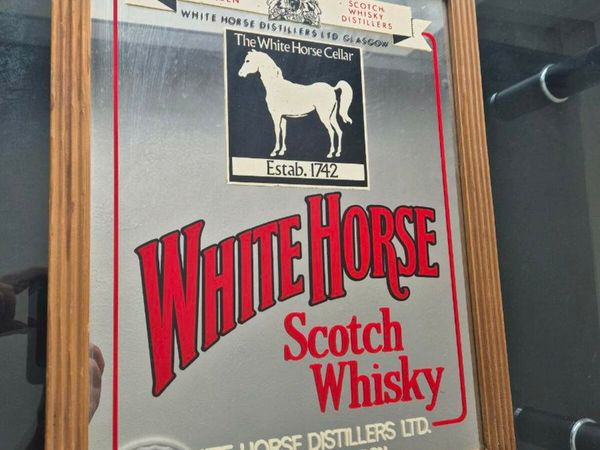 SCOTCH
WHISKY
DISTILLERS
WHITE HORSE DISTILLERS LTD GLASGOW
The White Horse Cellar
Estab. 1742
WHITE HORSE
Scotch
Whisky
HORSE DISTILLERS LTD.